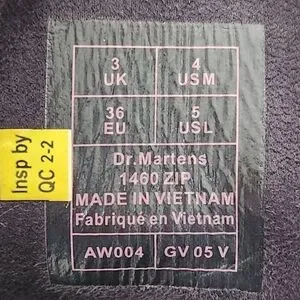 3 UK 4 USM
36 EU 5 USL
Dr.Martens
1460 ZIP
MADE IN VIETNAM
Fabriqué en Vietnam
AW004 GV 05 V
Insp by
QC 2-2